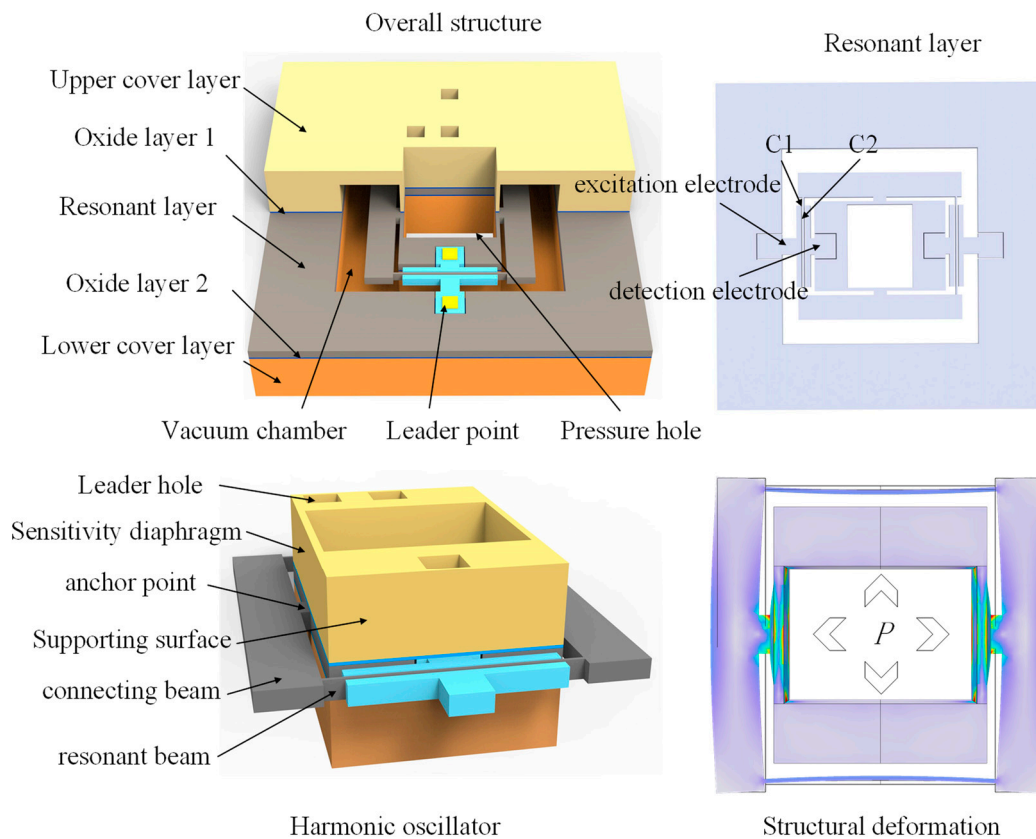 Overall structure
Upper cover layer
Oxide layer 1
Resonant layer
Oxide layer 2
Lower cover layer
Vacuum chamber
Leader point
Pressure hole
Resonant layer
C1
C2
excitation electrode
detection electrode
Leader hole
Sensitivity diaphragm
anchor point
Supporting surface
connecting beam
resonant beam
Harmonic oscillator
P
Structural deformation